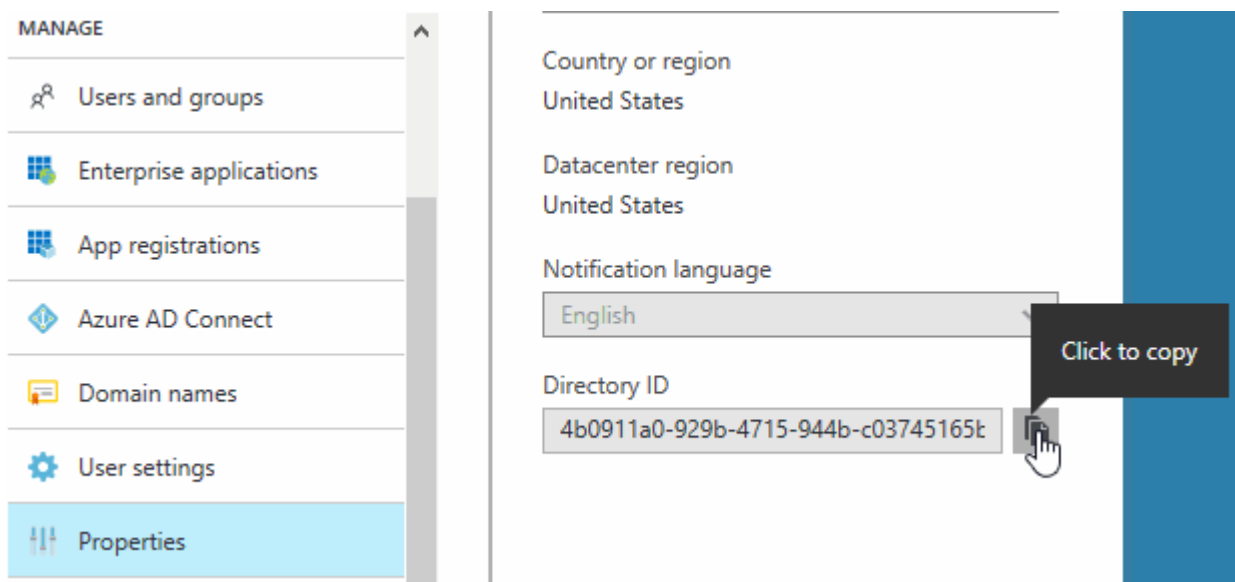 MANAGE
Users and groups
Enterprise applications
App registrations
Azure AD Connect
Domain names
User settings
Properties
Country or region
United States
Datacenter region
United States
Notification language
English
Click to copy
Directory ID
4b0911a0-929b-4715-944b-c03745165b